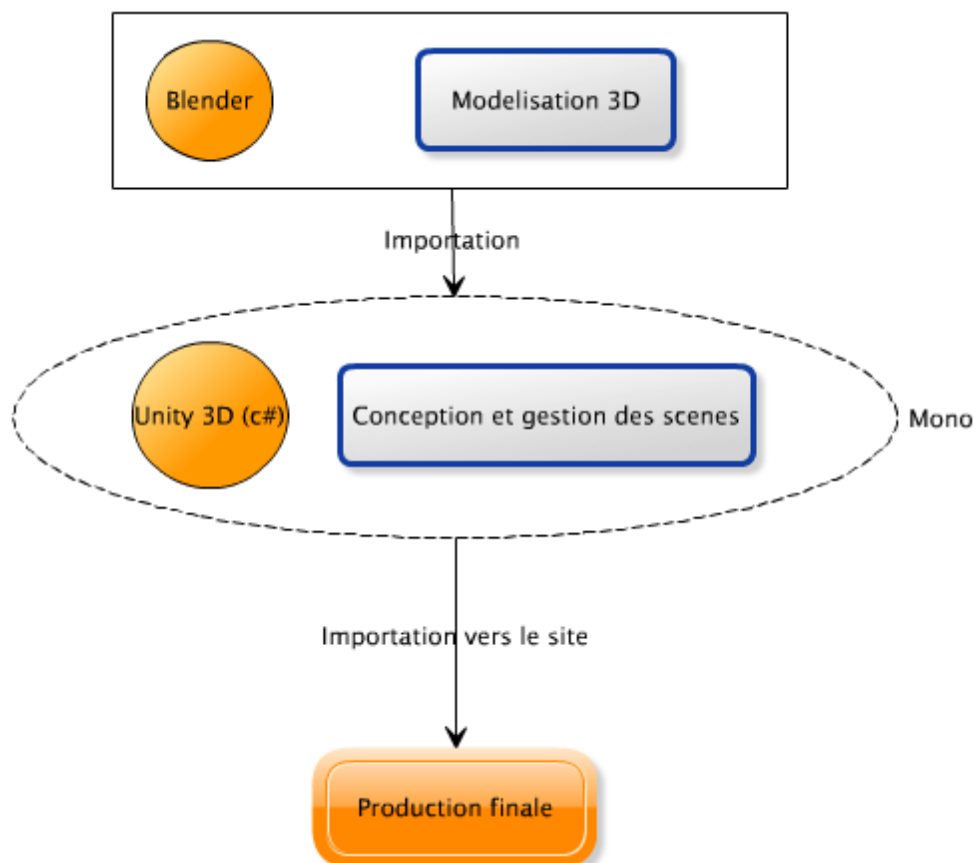 Blender
Modelisation 3D
Importation
Unity 3D (c#)
Conception et gestion des scenes
Mono
Importation vers le site
Production finale